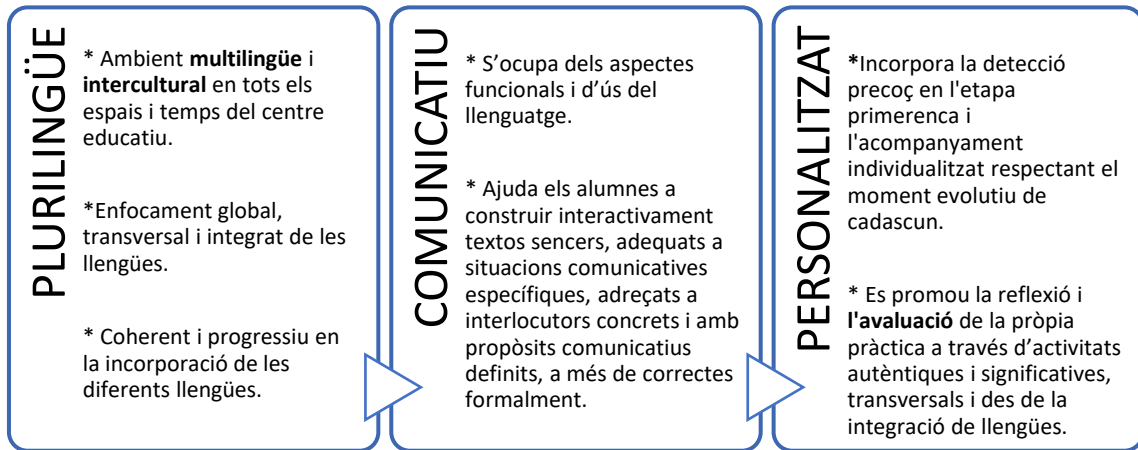 PLURILINGÜE
* Ambient multilingüe i
intercultural en tots els
espais i temps del centre
educatiu.
*Enfocament global,
transversal i integrat de les
llengües.
* Coherent i progressiu en
la incorporació de les
diferents llengües.
COMUNICATIU
* S’ocupa dels aspectes
funcionals i d’ús del
llenguatge.
* Ajuda els alumnes a
construir interactivament
textos sencers, adequats a
situacions comunicatives
específiques, adreçats a
interlocutors concrets i amb
propòsits comunicatius
definits, a més de correctes
formalment.
PERSONALITZAT
*Incorpora la detecció
precoç en l'etapa
primerenca i
l'acompanyament
individualitzat respectant el
moment evolutiu de
cadascun.
* Es promou la reflexió i
l'avaluació de la pròpia
pràctica a través d’activitats
autèntiques i significatives,
transversals i des de la
integració de llengües.